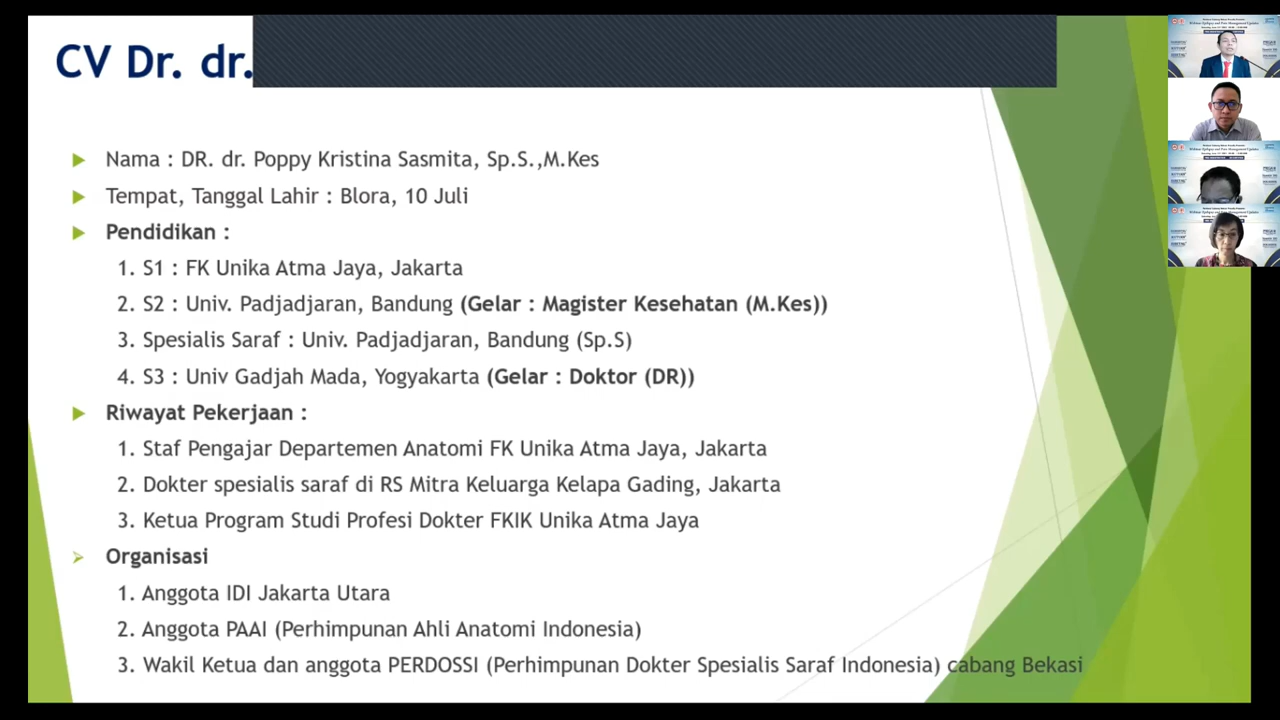 CV Dr. dr.
Nama : DR. dr. Poppy Kristina Sasmita, Sp.S.,M.Kes
Tempat, Tanggal Lahir : Blora, 10 Juli
Pendidikan :
1. S1 : FK Unika Atma Jaya, Jakarta
2. S2 : Univ. Padjadjaran, Bandung (Gelar : Magister Kesehatan (M.Kes))
3. Spesialis Saraf : Univ. Padjadjaran, Bandung (Sp.S)
4. S3 : Univ Gadjah Mada, Yogyakarta (Gelar : Doktor (DR))
Riwayat Pekerjaan :
1. Staf Pengajar Departemen Anatomi FK Unika Atma Jaya, Jakarta
2. Dokter spesialis saraf di RS Mitra Keluarga Kelapa Gading, Jakarta
3. Ketua Program Studi Profesi Dokter FKIK Unika Atma Jaya
Organisasi
1. Anggota IDI Jakarta Utara
2. Anggota PAAI (Perhimpunan Ahli Anatomi Indonesia)
3. Wakil Ketua dan anggota PERDOSSI (Perhimpunan Dokter Spesialis Saraf Indonesia) cabang Bekasi